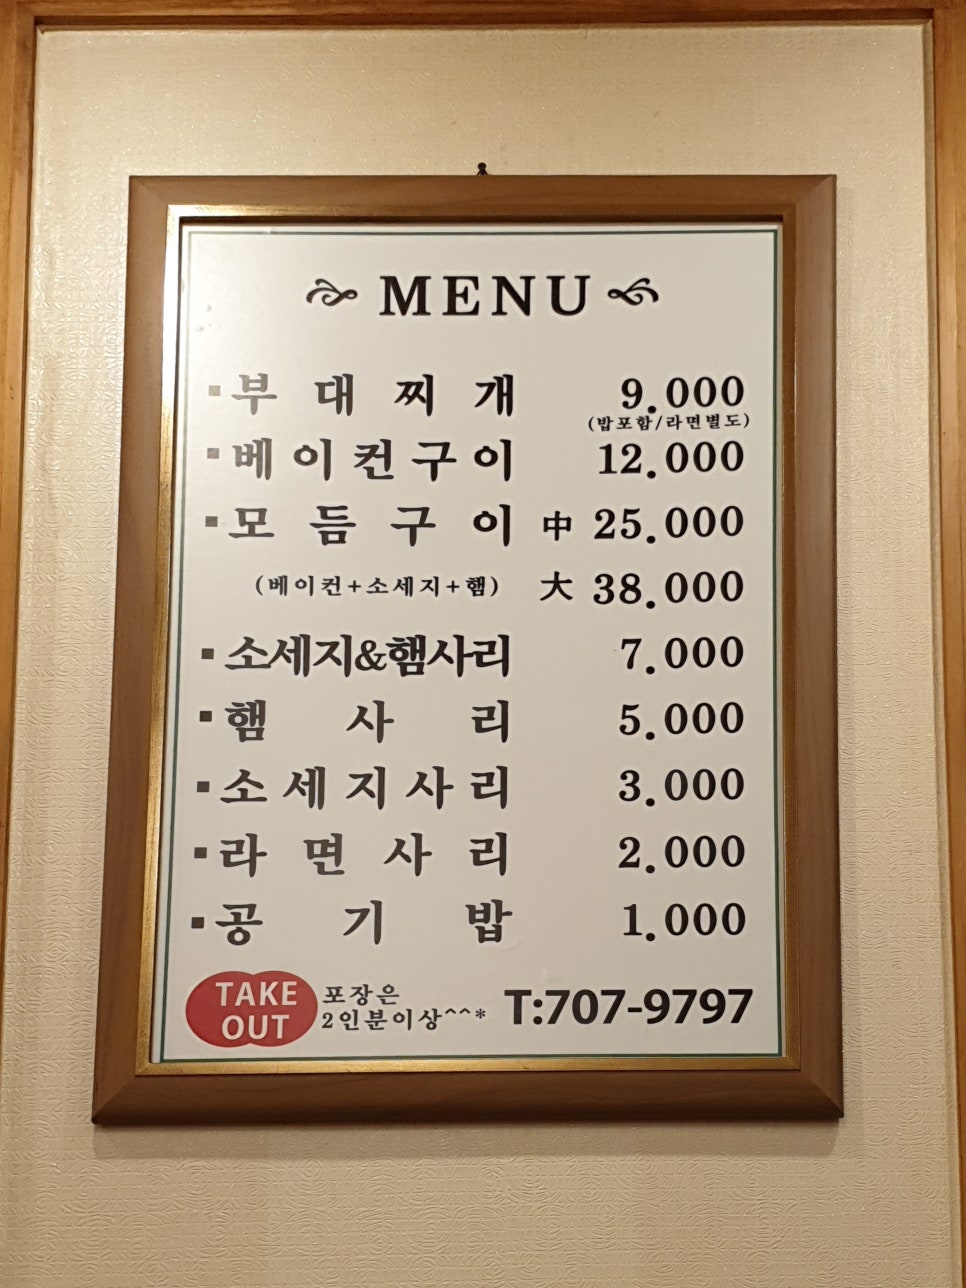 MENU
▪부대찌개 9.000
(밥포함/라면별도)
▪베이컨구이 12.000
▪모듬구이 中 25.000
(베이컨+소세지+햄) 大 38.000
▪소세지&햄사리 7.000
▪햄사리 5.000
▪소세지사리 3.000
▪라면사리 2.000
▪공기밥 1.000
TAKE OUT
포장은
2인분이상^^*
T:707-9797